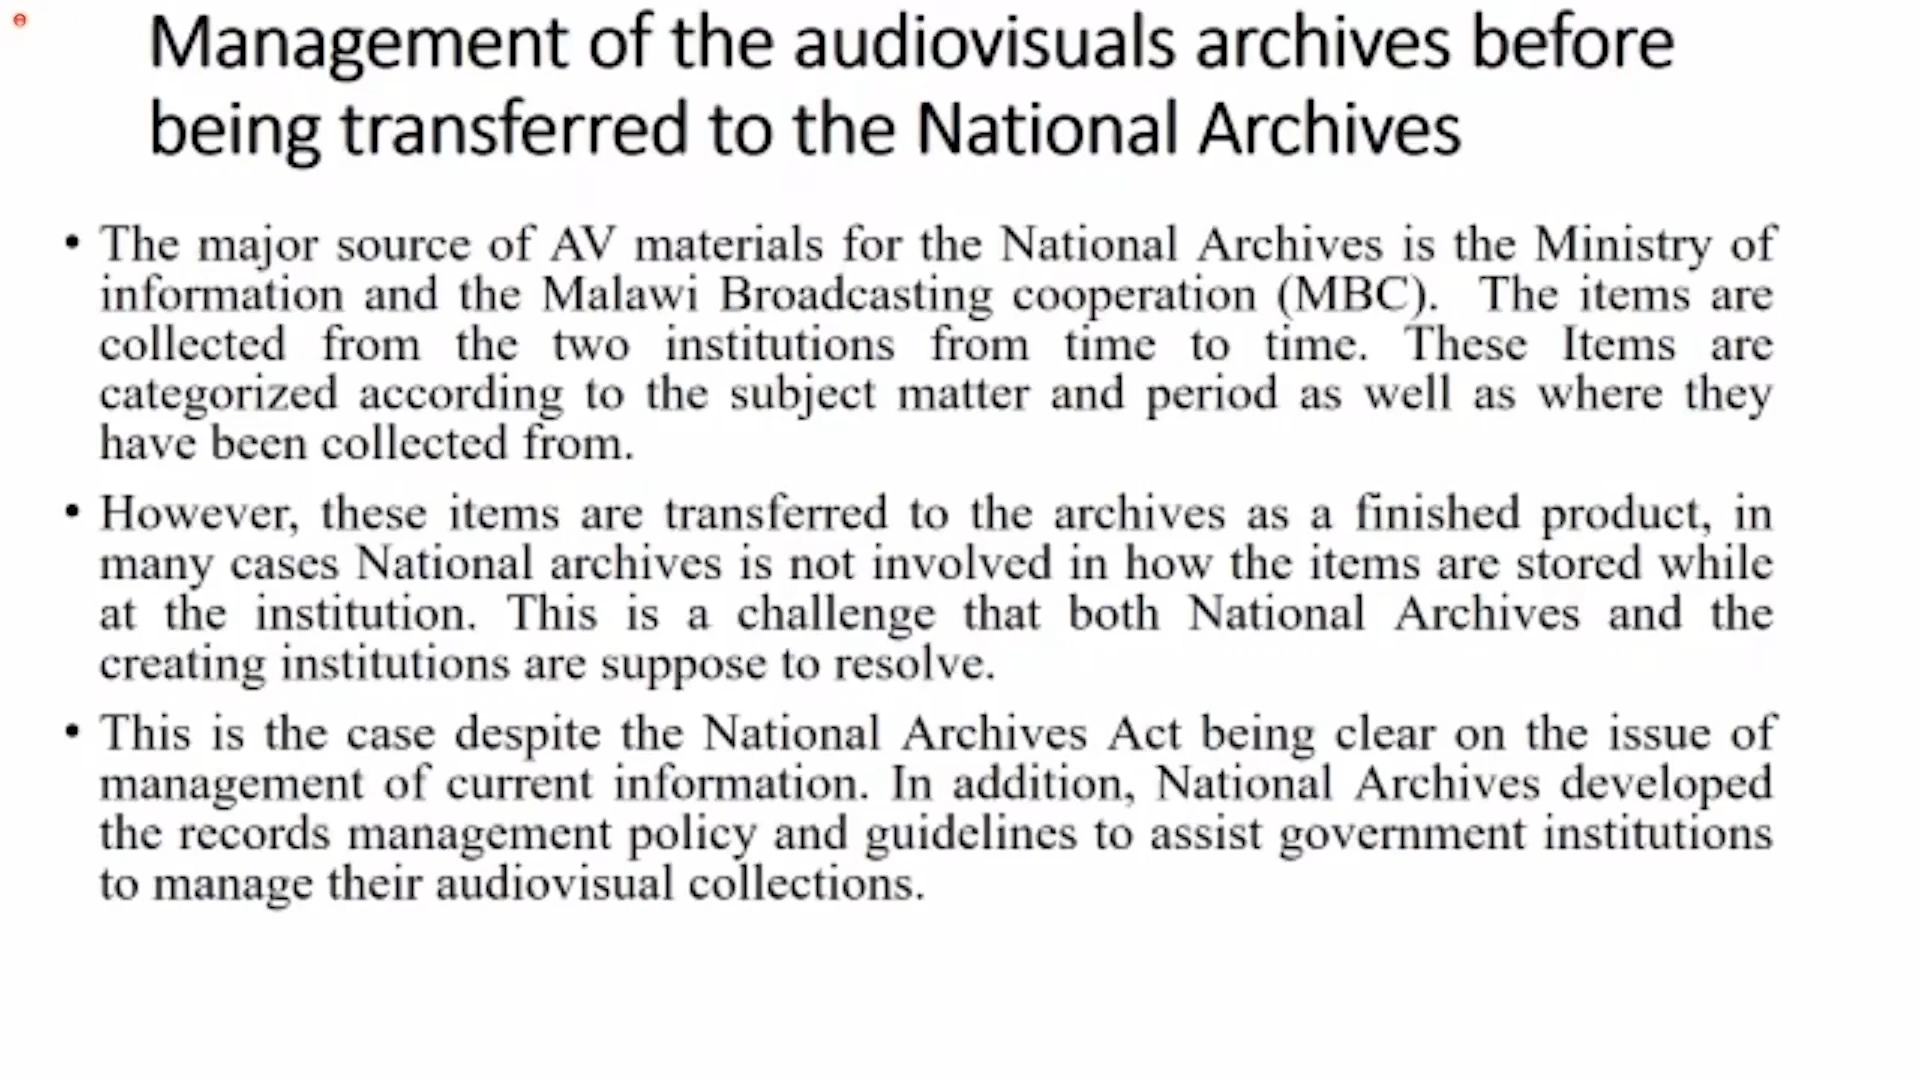 Management of the audiovisuals archives before
being transferred to the National Archives
• The major source of AV materials for the National Archives is the Ministry of
information and the Malawi Broadcasting cooperation (MBC).  The items are
collected from the two institutions from time to time. These Items are
categorized according to the subject matter and period as well as where they
have been collected from.
• However, these items are transferred to the archives as a finished product, in
many cases National archives is not involved in how the items are stored while
at the institution. This is a challenge that both National Archives and the
creating institutions are suppose to resolve.
• This is the case despite the National Archives Act being clear on the issue of
management of current information. In addition, National Archives developed
the records management policy and guidelines to assist government institutions
to manage their audiovisual collections.